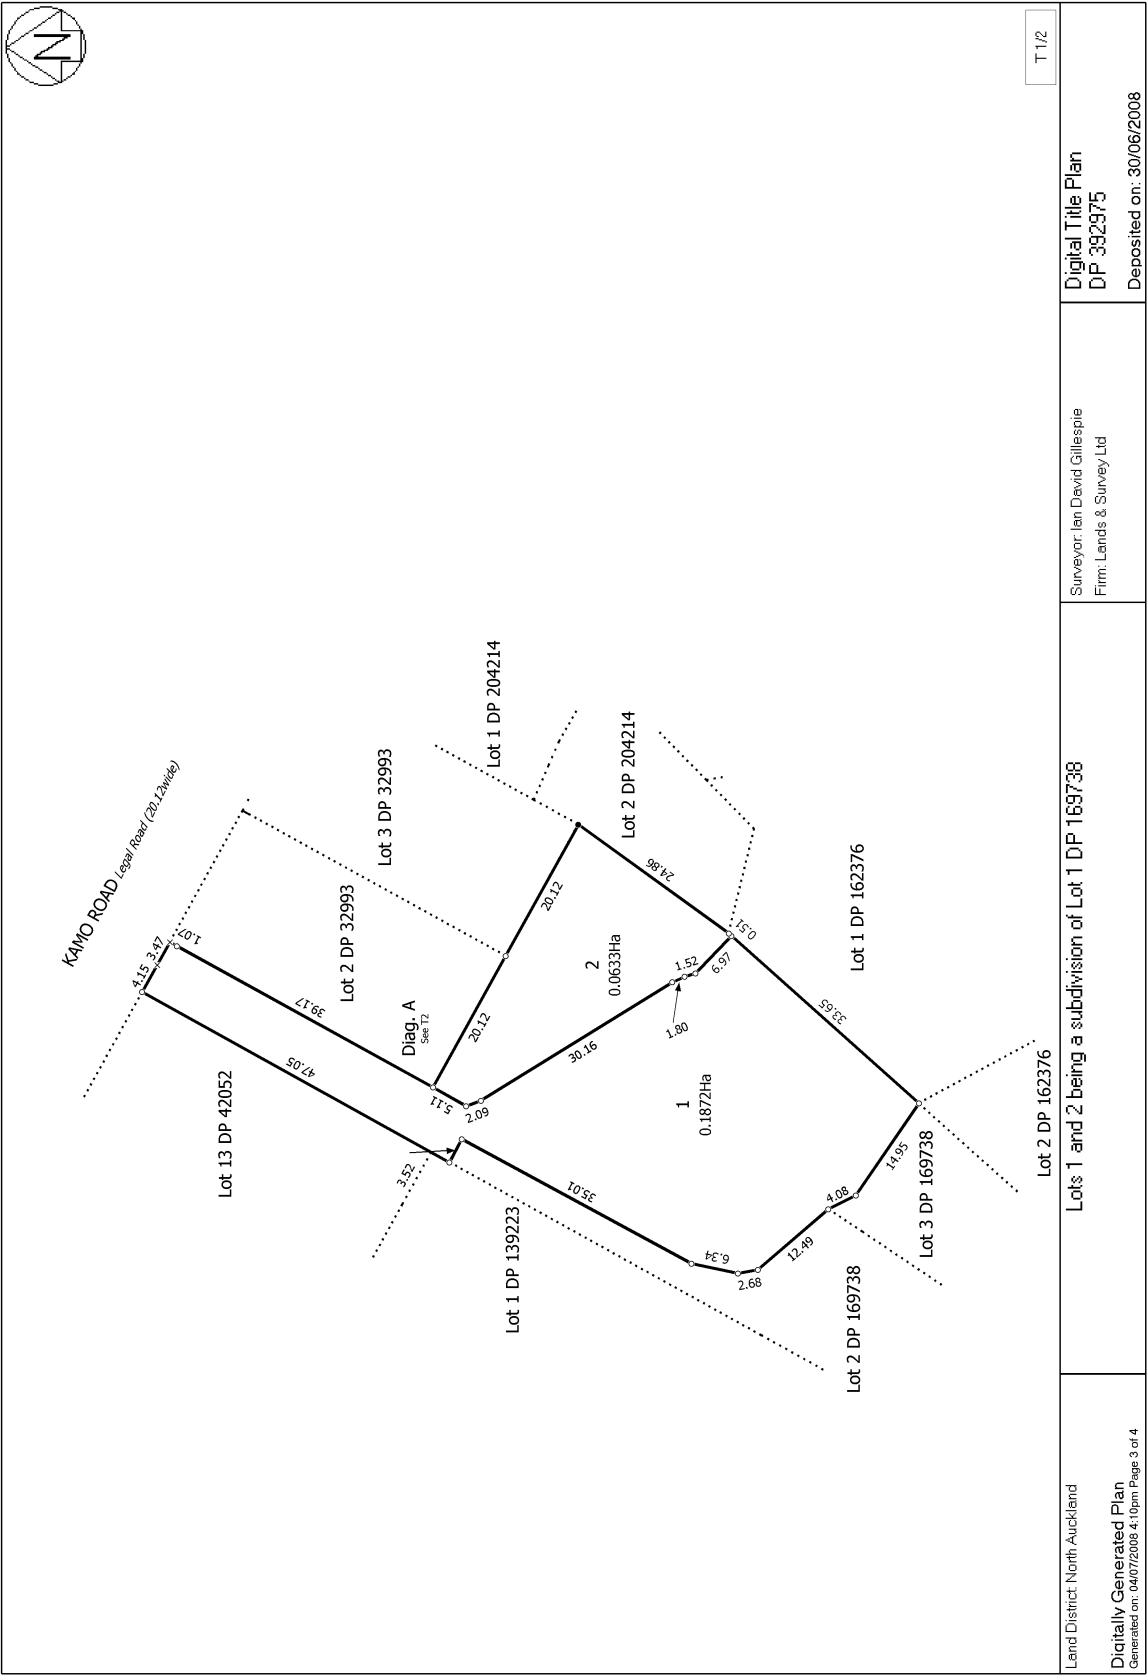 N
T 1/2
KAMO ROAD Legal Road (20.12wide)
4.15
3.47
1.07
39.17
47.05
Lot 13 DP 42052
Lot 2 DP 32993
Lot 3 DP 32993
Lot 1 DP 204214
Lot 2 DP 204214
Diag. A
See T2
20.12
20.12
5.11
2.09
3.52
30.16
2
0.0633Ha
24.86
1.52
1.80
6.97
0.51
1
0.1872Ha
35.01
Lot 1 DP 139223
6.34
2.68
12.49
4.08
14.95
33.65
Lot 1 DP 162376
Lot 2 DP 169738
Lot 3 DP 169738
Lot 2 DP 162376
Land District: North Auckland
Digitally Generated Plan
Generated on: 04/07/2008 4:10pm Page 3 of 4
Lots 1 and 2 being a subdivision of Lot 1 DP 169738
Surveyor: Ian David Gillespie
Firm: Lands & Survey Ltd
Digital Title Plan
DP 392975
Deposited on: 30/06/2008